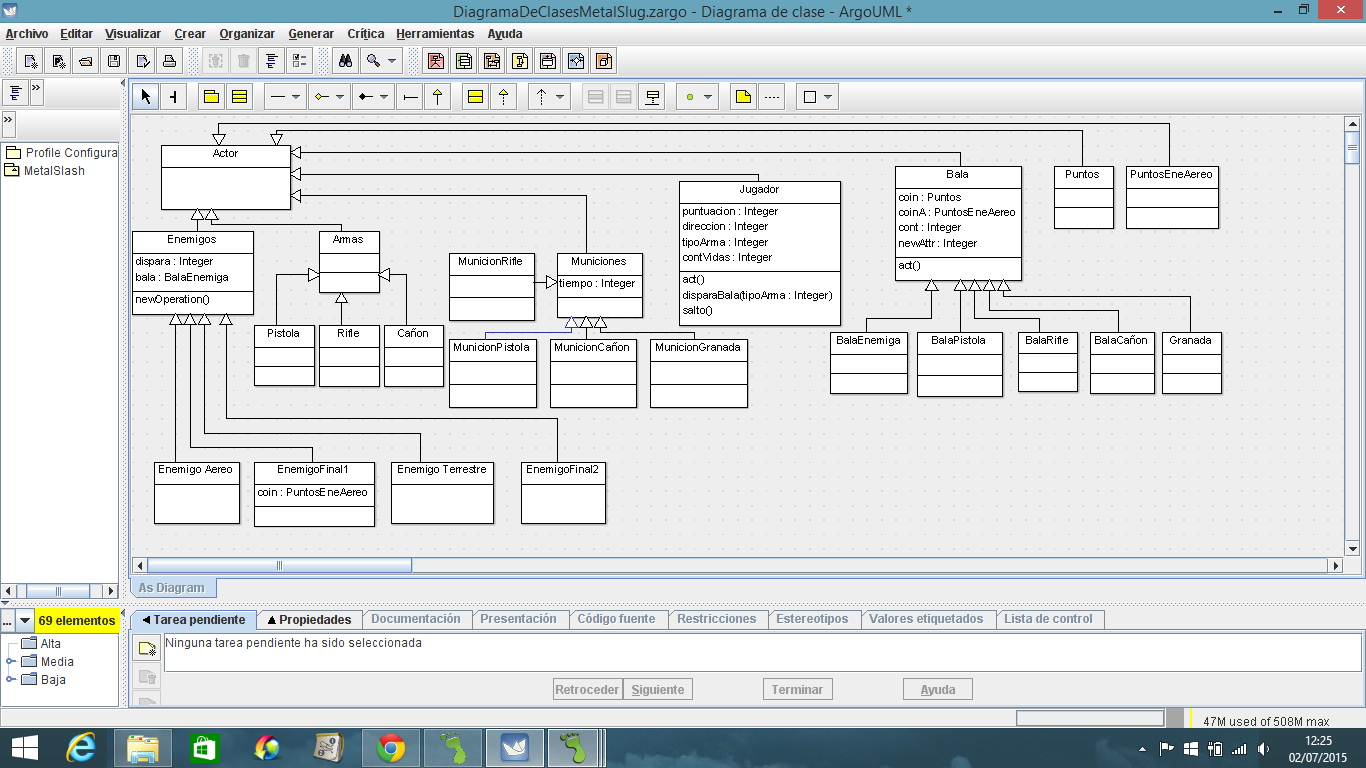 DiagramaDeClasesMetalSlug.zargo - Diagrama de clase - ArgoUML *
Archivo Editar Visualizar Crear Organizar Generar Crítica Herramientas Ayuda
Profile Configura
MetalSlash
Actor
Enemigos
dispara : Integer
bala : BalaEnemiga
newOperation()
Armas
Pistola
Rifle
Cañon
MunicionRifle
Municiones
tiempo : Integer
MunicionPistola
MunicionCañon
MunicionGranada
Jugador
puntuacion : Integer
direccion : Integer
tipoArma : Integer
contVidas : Integer
act()
disparaBala(tipoArma : Integer)
salto()
Bala
coin : Puntos
coinA : PuntosEneAereo
cont : Integer
newAttr : Integer
act()
Puntos
PuntosEneAereo
BalaEnemiga
BalaPistola
BalaRifle
BalaCañon
Granada
Enemigo Aereo
EnemigoFinal1
coin : PuntosEneAereo
Enemigo Terrestre
EnemigoFinal2
As Diagram
... 69 elementos
Alta
Media
Baja
Tarea pendiente Propiedades Documentación Presentación Código fuente Restricciones Estereotipos Valores etiquetados Lista de control
Ninguna tarea pendiente ha sido seleccionada
Retroceder Siguiente Terminar Ayuda
47M used of 508M max
12:25
02/07/2015